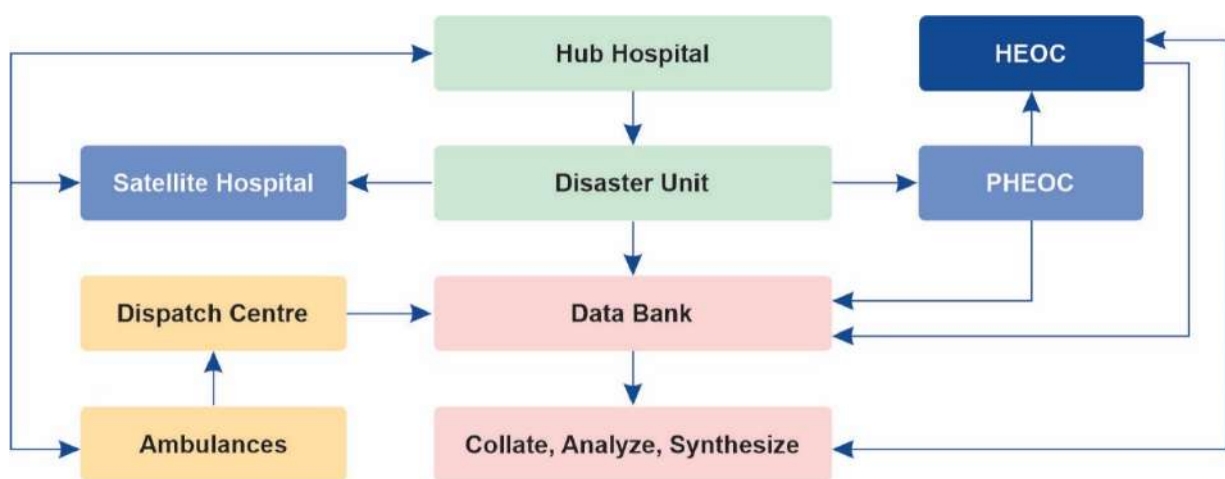 Hub Hospital
HEOC
Satellite Hospital
Disaster Unit
PHEOC
Dispatch Centre
Data Bank
Ambulances
Collate, Analyze, Synthesize